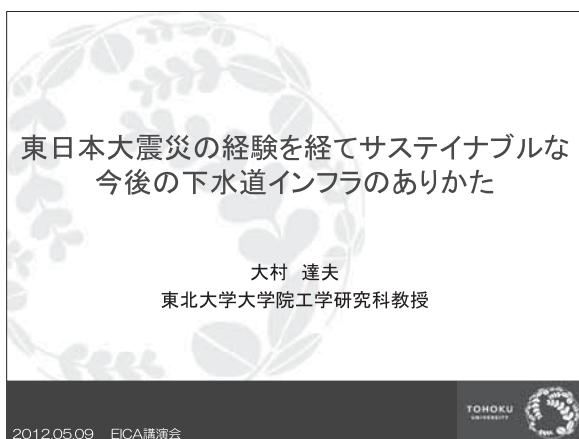 東日本大震災の経験を経てサステイナブルな
今後の下水道インフラのありかた
大村 達夫
東北大学大学院工学研究科教授
TOHOKU
UNIVERSITY
2012.05.09 EICA講演会